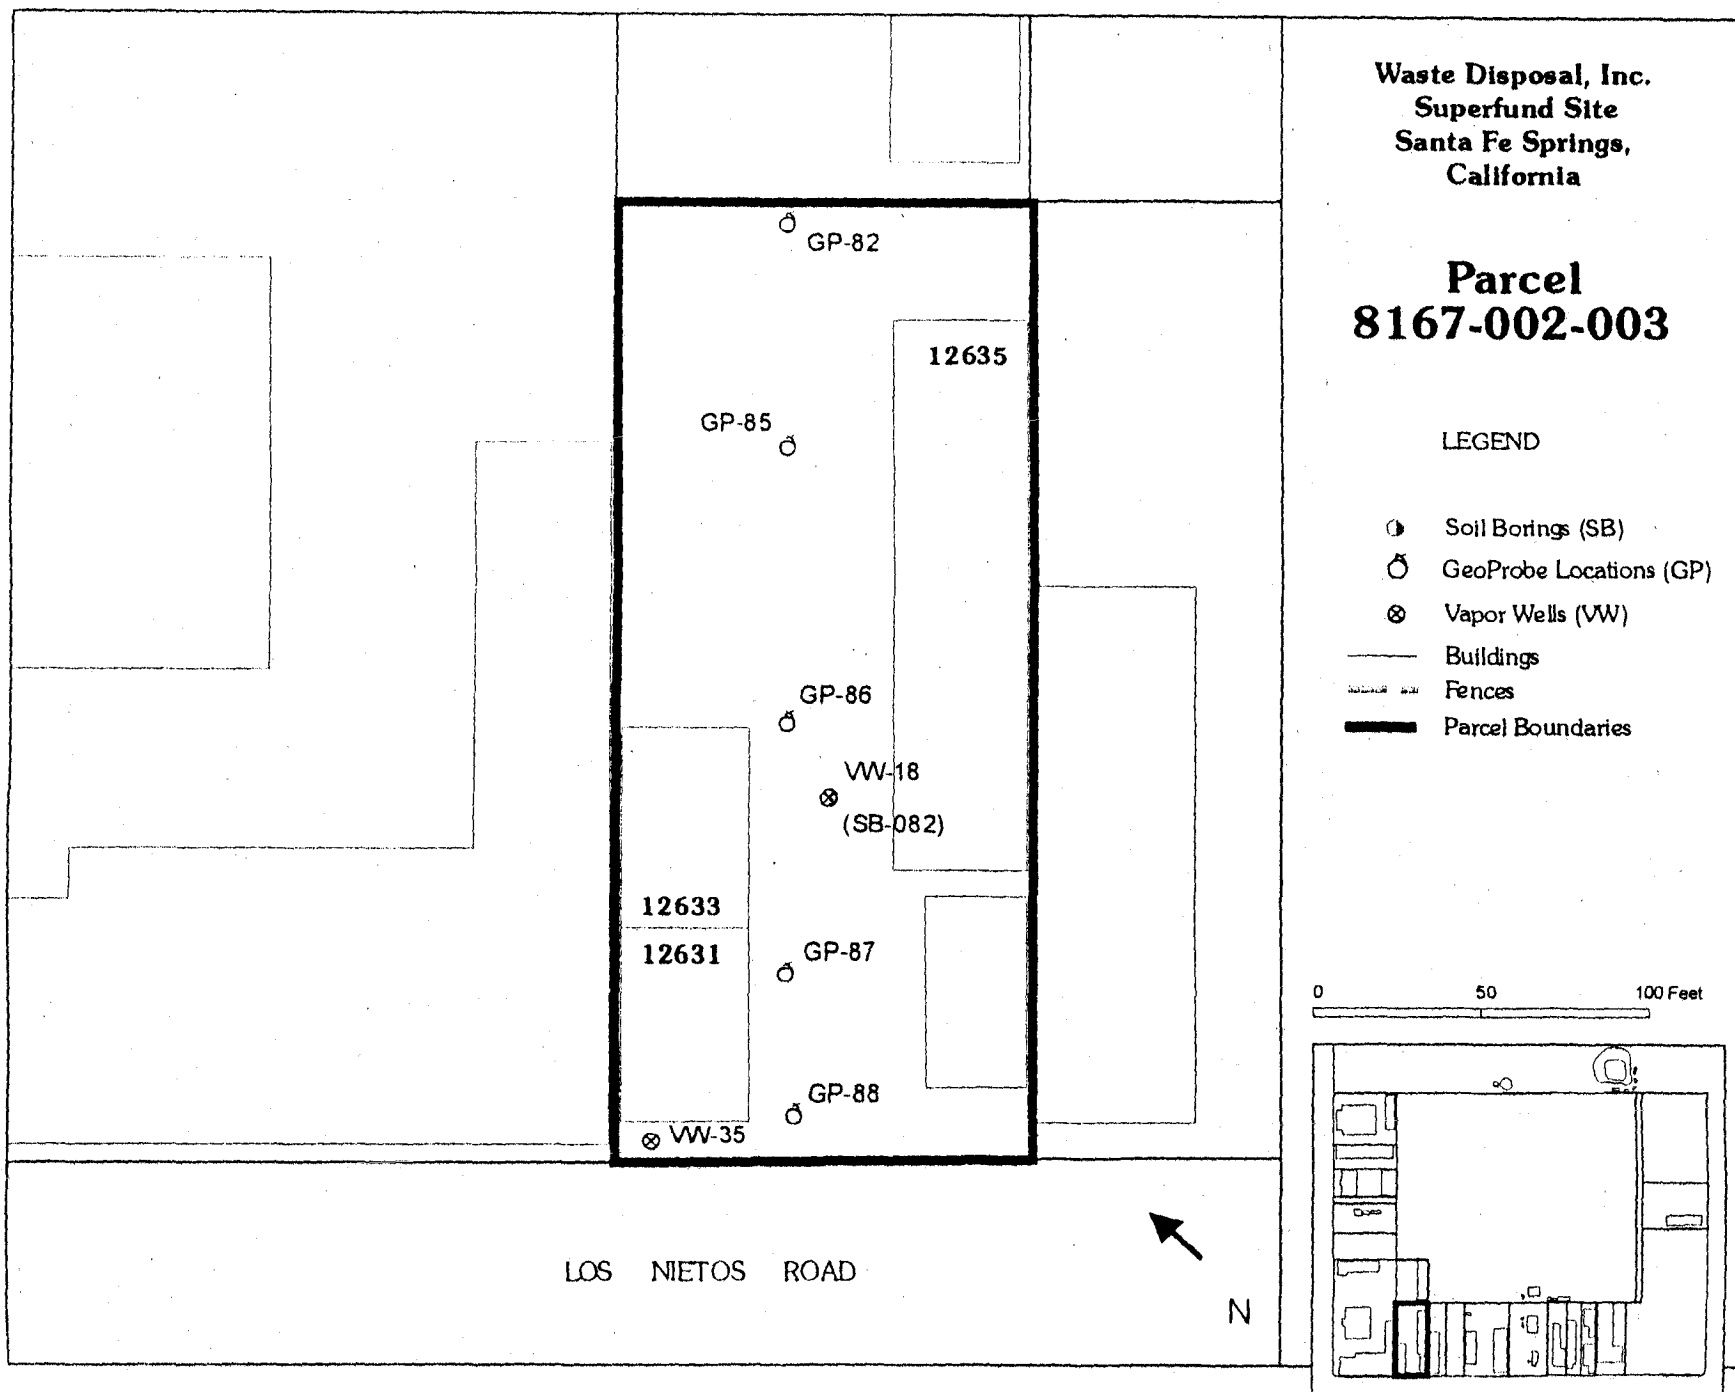 Waste Disposal, Inc.
Superfund Site
Santa Fe Springs,
California
Parcel
8167-002-003
LEGEND
Soil Borings (SB)
GeoProbe Locations (GP)
Vapor Wells (VW)
Buildings
Fences
Parcel Boundaries
0 50 100 Feet
GP-82
12635
GP-85
GP-86
VW-18
(SB-082)
12633
12631
GP-87
GP-88
VW-35
LOS NIETOS ROAD
N